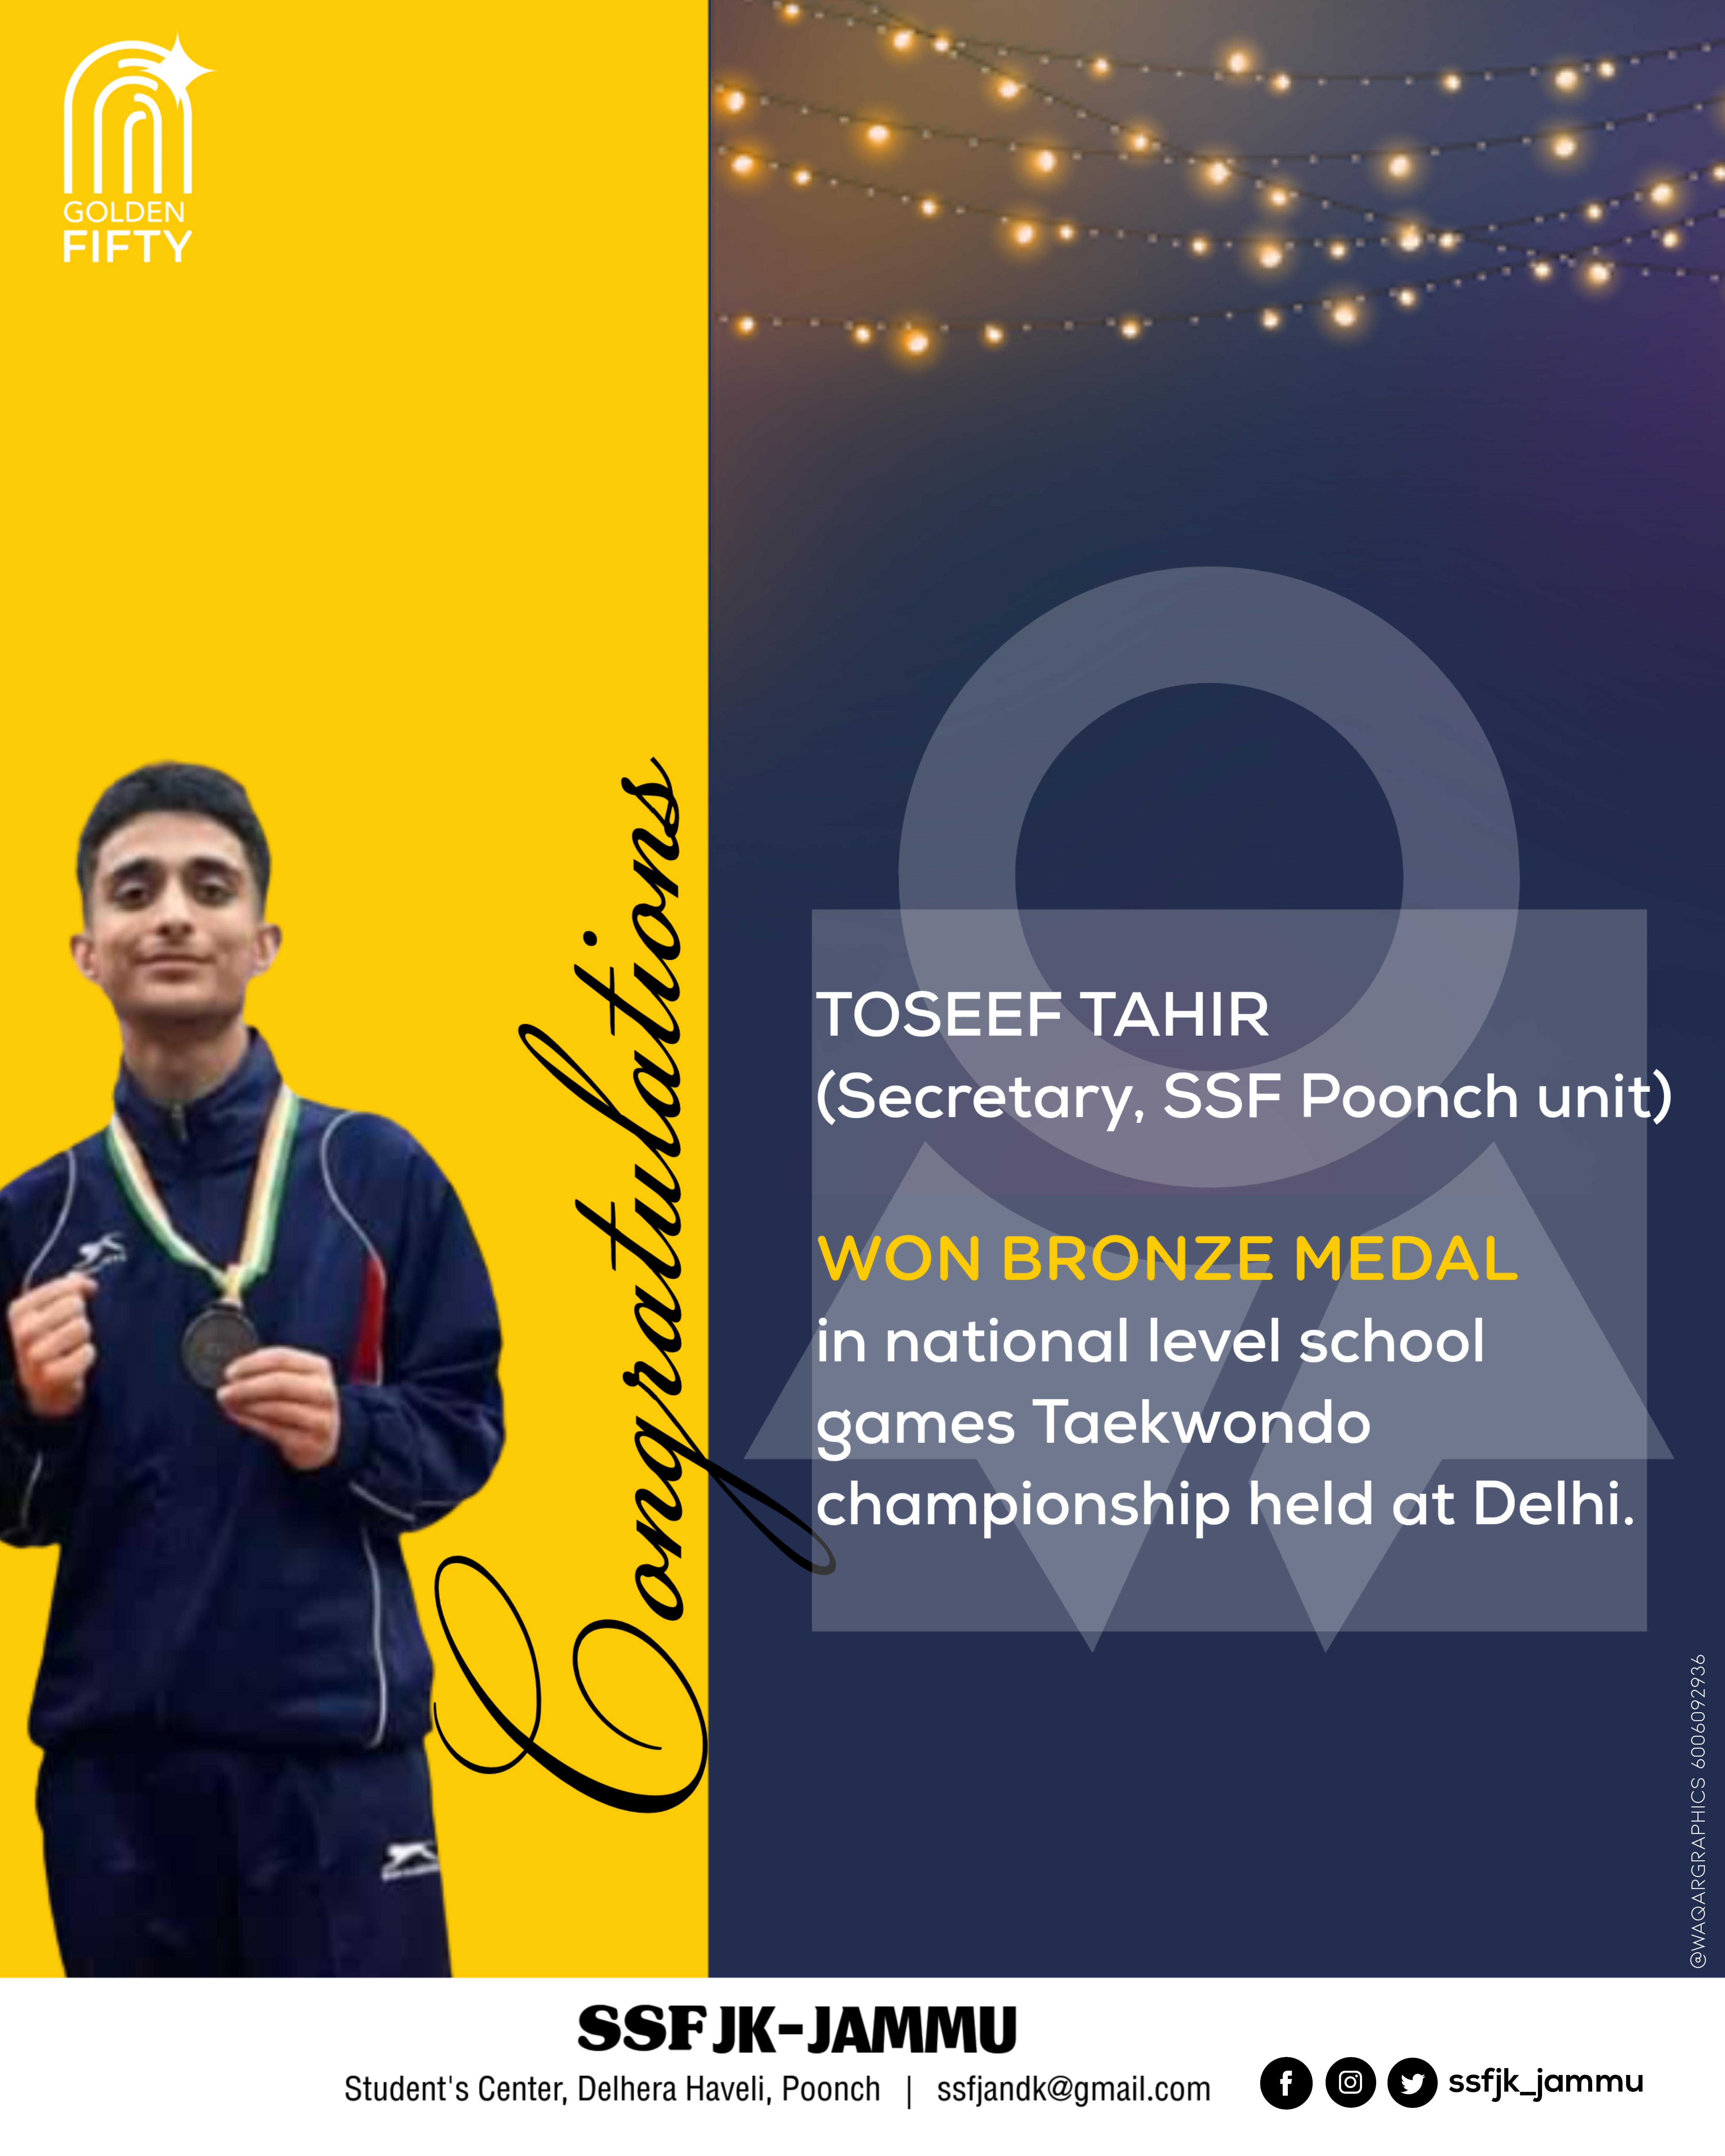 GOLDEN
FIFTY
Congratulations
TOSEEF TAHIR
(Secretary, SSF Poonch unit)
WON BRONZE MEDAL
in national level school
games Taekwondo
championship held at Delhi.
@WAQARGRAPHICS 6006092936
SSF JK-JAMMU
Student's Center, Delhera Haveli, Poonch | ssfjandk@gmail.com
ssfjk_jammu